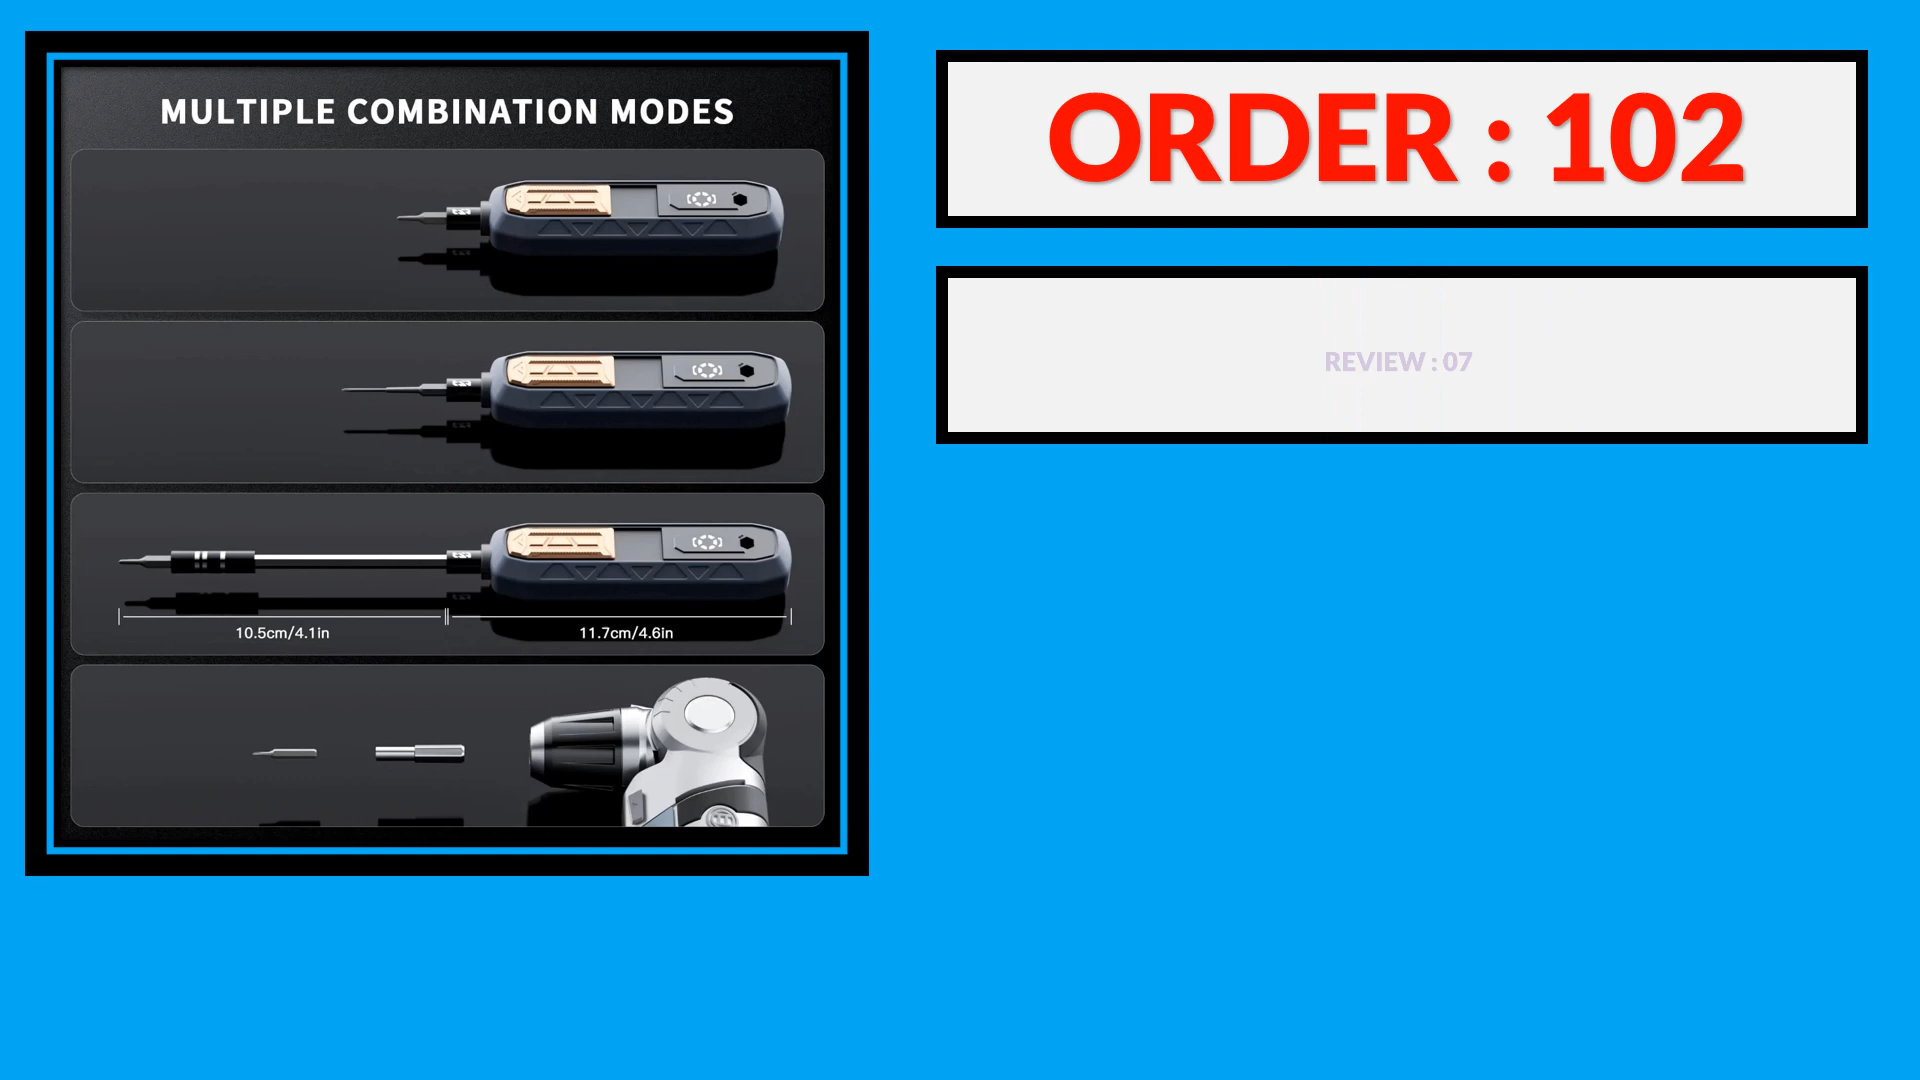 MULTIPLE COMBINATION MODES
10.5cm/4.1in
11.7cm/4.6in
ORDER : 102
REVIEW : 07